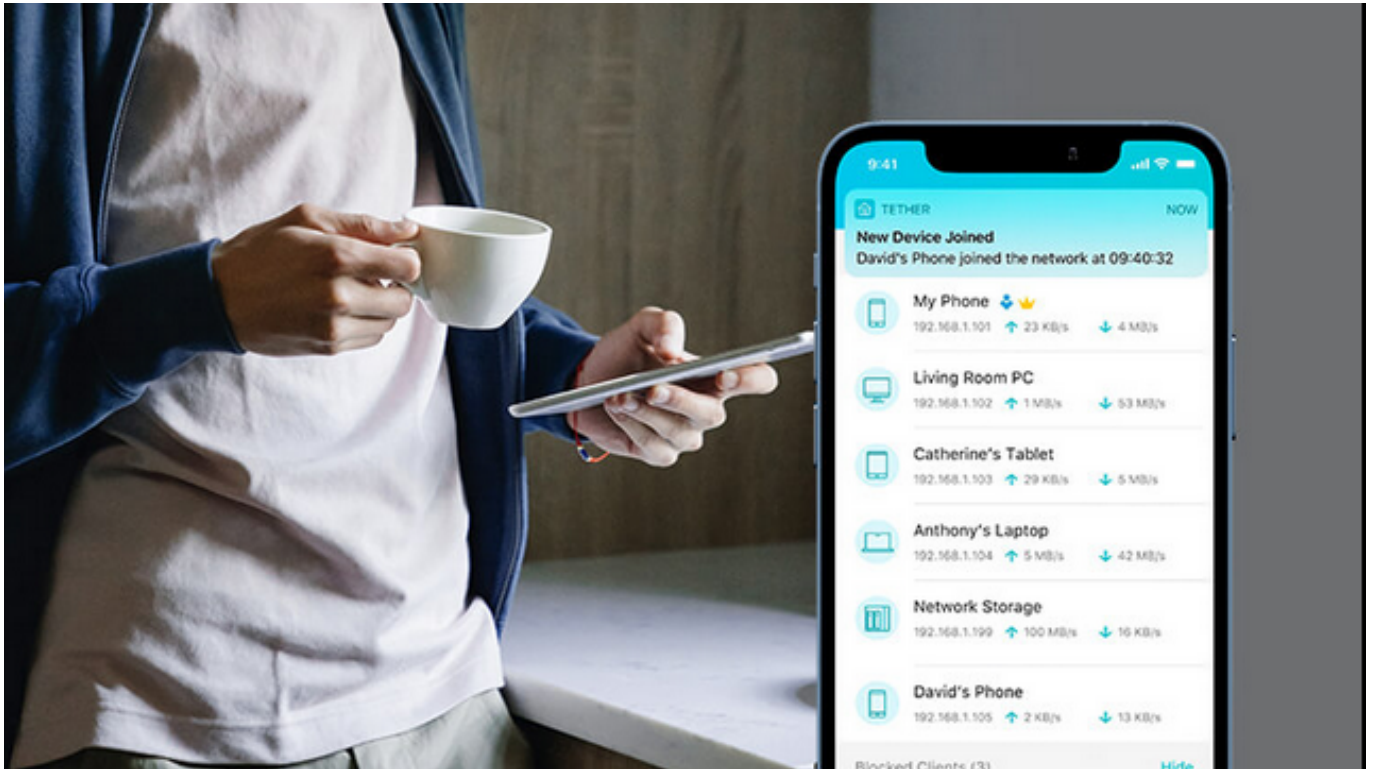 9:41
TETHER NOW
New Device Joined
David's Phone joined the network at 09:40:32
My Phone
192.168.1.101 23 KB/s 4 MB/s
Living Room PC
192.168.1.102 1 MB/s 53 MB/s
Catherine's Tablet
192.168.1.103 29 KB/s 5 MB/s
Anthony's Laptop
192.168.1.104 5 MB/s 42 MB/s
Network Storage
192.168.1.199 100 MB/s 16 KB/s
David's Phone
192.168.1.105 2 KB/s 13 KB/s
Blocked Clients (3) Hide